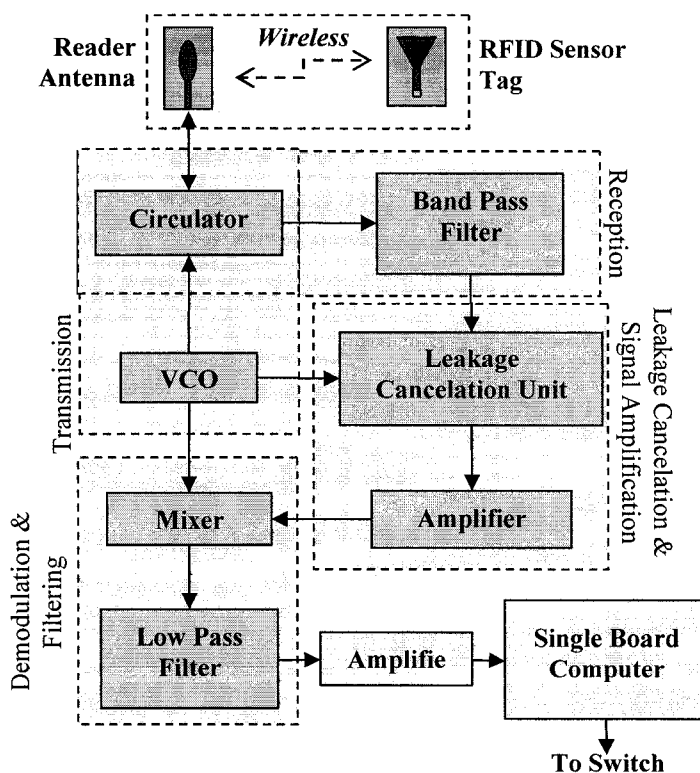 Reader
Antenna
Wireless
RFID Sensor
Tag
Circulator
Band Pass
Filter
Reception
Transmission
VCO
Leakage
Cancelation Unit
Leakage Cancelation &
Signal Amplification
Mixer
Amplifier
Demodulation &
Filtering
Low Pass
Filter
Amplifie
Single Board
Computer
To Switch